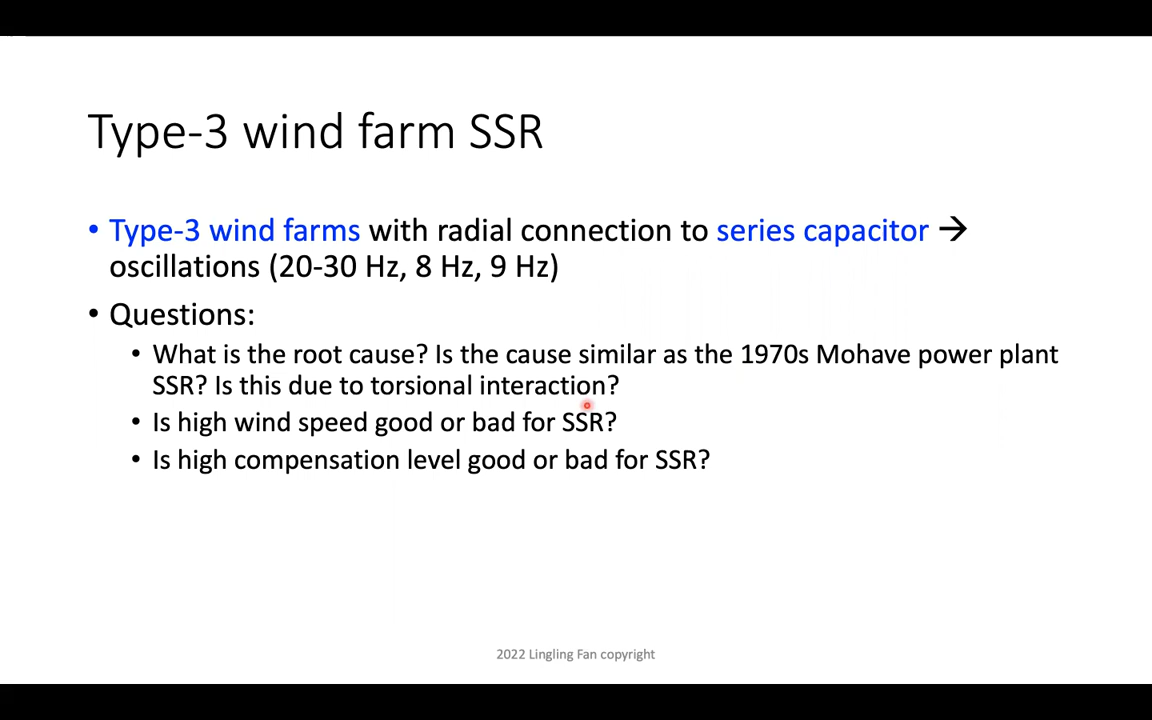 Type-3 wind farm SSR
• Type-3 wind farms with radial connection to series capacitor →
oscillations (20-30 Hz, 8 Hz, 9 Hz)
• Questions:
• What is the root cause? Is the cause similar as the 1970s Mohave power plant
SSR? Is this due to torsional interaction?
• Is high wind speed good or bad for SSR?
• Is high compensation level good or bad for SSR?
2022 Lingling Fan copyright